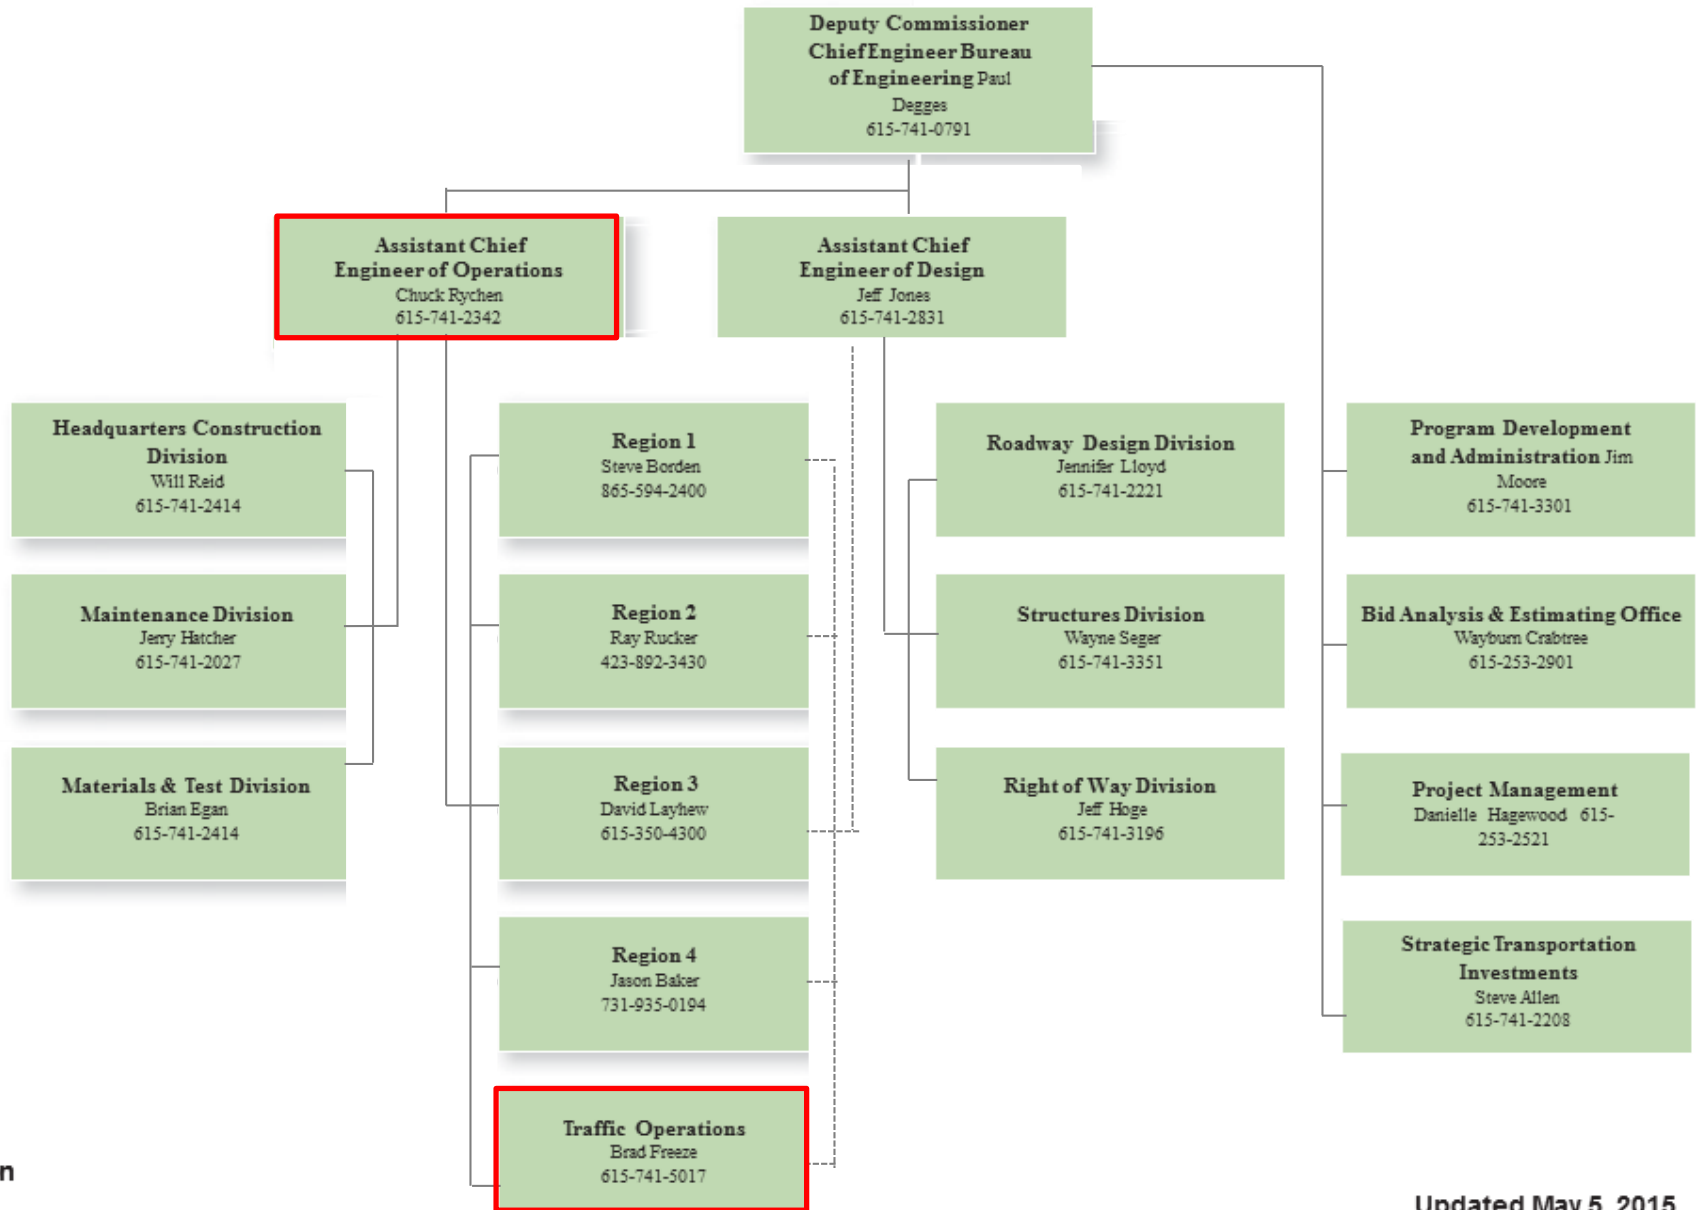 Deputy Commissioner
Chief Engineer Bureau
of Engineering Paul
Degges
615-741-0791
Assistant Chief
Engineer of Operations
Chuck Rychen
615-741-2342
Assistant Chief
Engineer of Design
Jeff Jones
615-741-2831
Headquarters Construction
Division
Will Reid
615-741-2414
Region 1
Steve Borden
865-594-2400
Roadway Design Division
Jennifer Lloyd
615-741-2221
Program Development
and Administration Jim
Moore
615-741-3301
Maintenance Division
Jerry Hatcher
615-741-2027
Region 2
Ray Rucker
423-892-3430
Structures Division
Wayne Seger
615-741-3351
Bid Analysis & Estimating Office
Wayburn Crabtree
615-253-2901
Materials & Test Division
Brian Egan
615-741-2414
Region 3
David Layhew
615-350-4300
Right of Way Division
Jeff Hoge
615-741-3196
Project Management
Danielle Hagewood 615-
253-2521
Region 4
Jason Baker
731-935-0194
Strategic Transportation
Investments
Steve Allen
615-741-2208
Traffic Operations
Brad Freeze
615-741-5017
n
Updated May 5, 2015